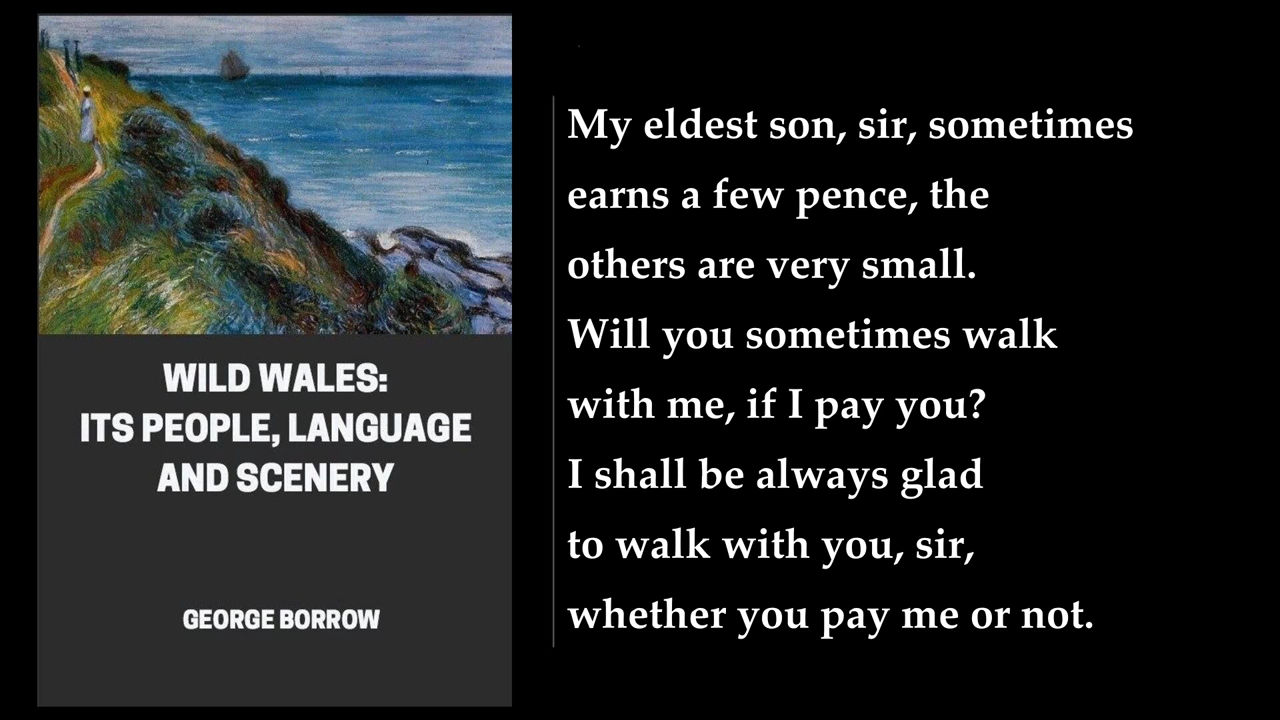 WILD WALES:
ITS PEOPLE, LANGUAGE
AND SCENERY
GEORGE BORROW
My eldest son, sir, sometimes
earns a few pence, the
others are very small.
Will you sometimes walk
with me, if I pay you?
I shall be always glad
to walk with you, sir,
whether you pay me or not.